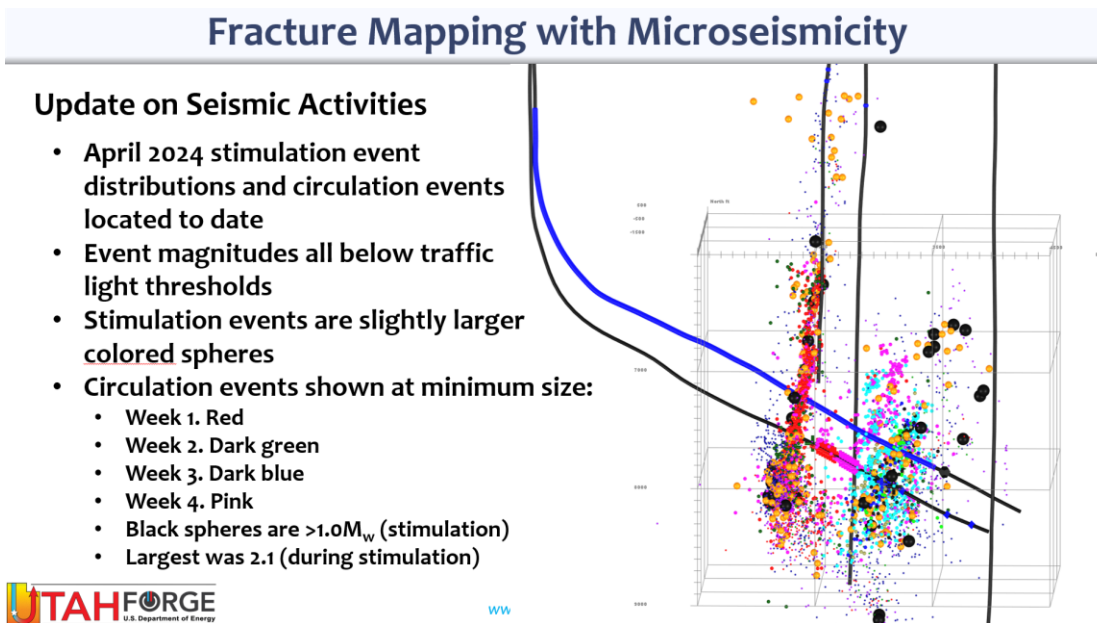 Fracture Mapping with Microseismicity
Update on Seismic Activities
• April 2024 stimulation event
distributions and circulation events
located to date
• Event magnitudes all below traffic
light thresholds
• Stimulation events are slightly larger
colored spheres
• Circulation events shown at minimum size:
• Week 1. Red
• Week 2. Dark green
• Week 3. Dark blue
• Week 4. Pink
• Black spheres are >1.0Mw (stimulation)
• Largest was 2.1 (during stimulation)
UTAH FORGE
U.S. Department of Energy
ww
7000